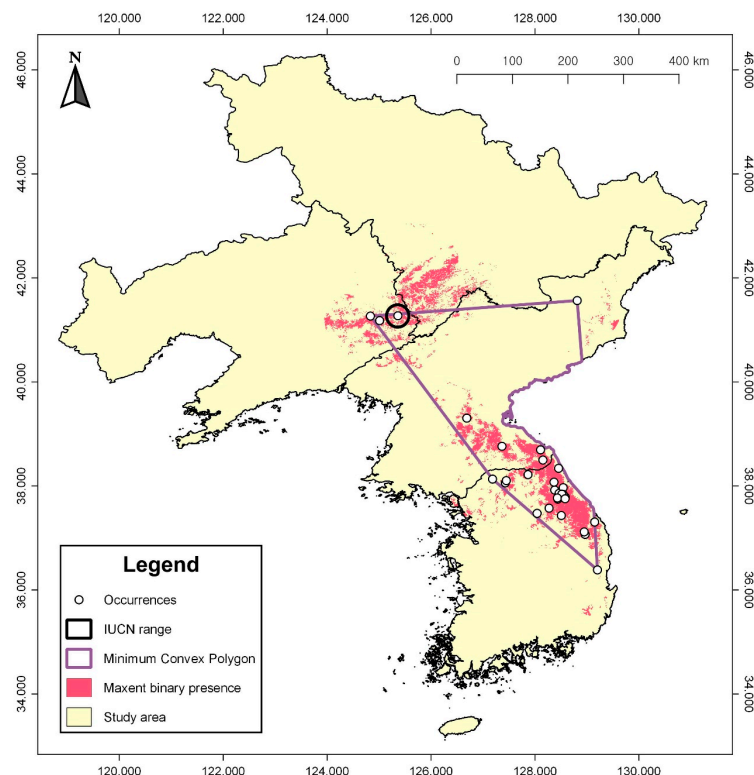 120.000 122.000 124.000 126.000 128.000 130.000
N
0 100 200 300 400 km
46.000 46.000
44.000 44.000
42.000 42.000
40.000 40.000
38.000 38.000
36.000 36.000
34.000 34.000
Legend
Occurrences
IUCN range
Minimum Convex Polygon
Maxent binary presence
Study area
120.000 122.000 124.000 126.000 128.000 130.000